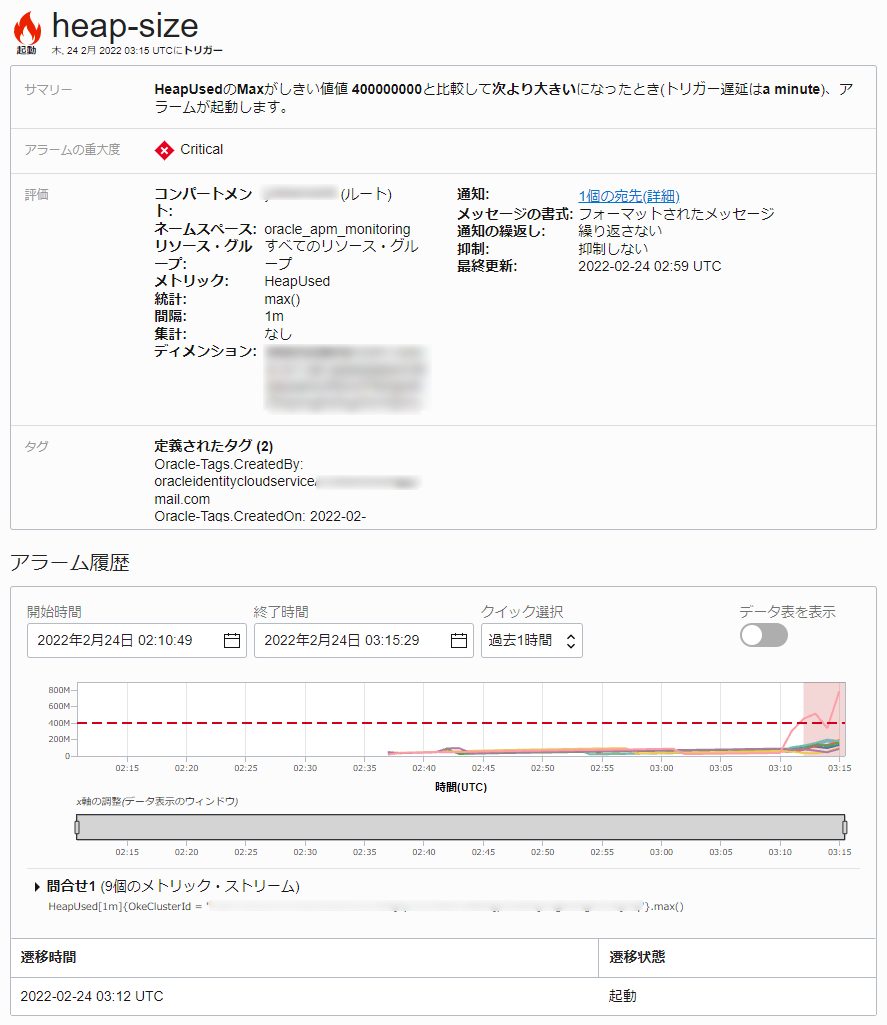 heap-size
起動
木, 24 2月 2022 03:15 UTCにトリガー
サマリー
HeapUsedのMaxがしきい値値 400000000と比較して次より大きいになったとき(トリガー遅延はa minute)、ア
ラームが起動します。
アラームの重大度
Critical
評価
コンパートメン
ト:
(ルート)
ネームスペース: oracle_apm_monitoring
リソース・グル
ープ:
すべてのリソース・グル
ープ
メトリック: HeapUsed
統計: max()
間隔: 1m
集計: なし
ディメンション:
通知: 1個の宛先(詳細)
メッセージの書式: フォーマットされたメッセージ
通知の繰返し: 繰り返さない
抑制: 抑制しない
最終更新: 2022-02-24 02:59 UTC
タグ
定義されたタグ (2)
Oracle-Tags.CreatedBy:
oracleidentitycloudservice/
mail.com
Oracle-Tags.CreatedOn: 2022-02-
アラーム履歴
開始時間
2022年2月24日 02:10:49
終了時間
2022年2月24日 03:15:29
クイック選択
過去1時間
データ表を表示
800M
600M
400M
200M
0
02:15 02:20 02:25 02:30 02:35 02:40 02:45 02:50 02:55 03:00 03:05 03:10 03:15
時間(UTC)
x軸の調整(データ表示のウィンドウ)
02:15 02:20 02:25 02:30 02:35 02:40 02:45 02:50 02:55 03:00 03:05 03:10 03:15
問合せ1 (9個のメトリック・ストリーム)
HeapUsed[1m]{OkeClusterId = "
"}.max()
遷移時間 遷移状態
2022-02-24 03:12 UTC 起動